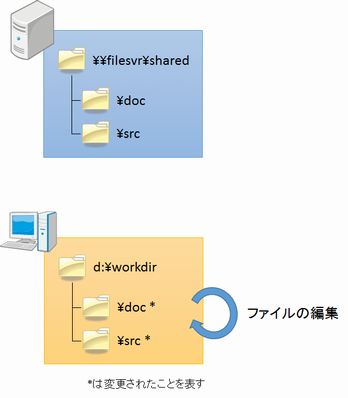 ¥¥filesvr¥shared
¥doc
¥src
d:¥workdir
¥doc *
¥src *
ファイルの編集
*は変更されたことを表す